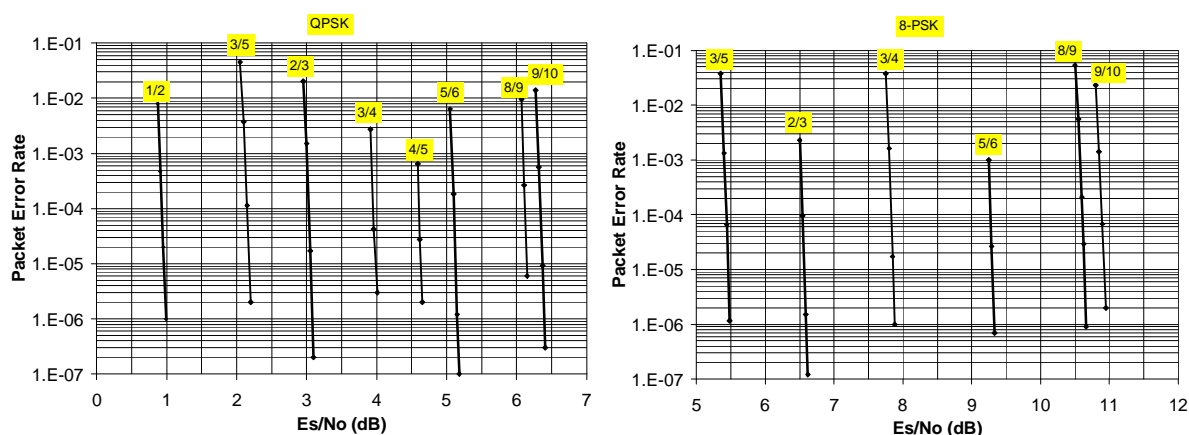 QPSK
1.E-01
1.E-02
1.E-03
1.E-04
1.E-05
1.E-06
1.E-07
Packet Error Rate
1/2
3/5
2/3
3/4
4/5
5/6
8/9
9/10
0 1 2 3 4 5 6 7
Es/No (dB)
8-PSK
1.E-01
1.E-02
1.E-03
1.E-04
1.E-05
1.E-06
1.E-07
Packet Error Rate
3/5
2/3
3/4
5/6
8/9
9/10
5 6 7 8 9 10 11 12
Es/No (dB)